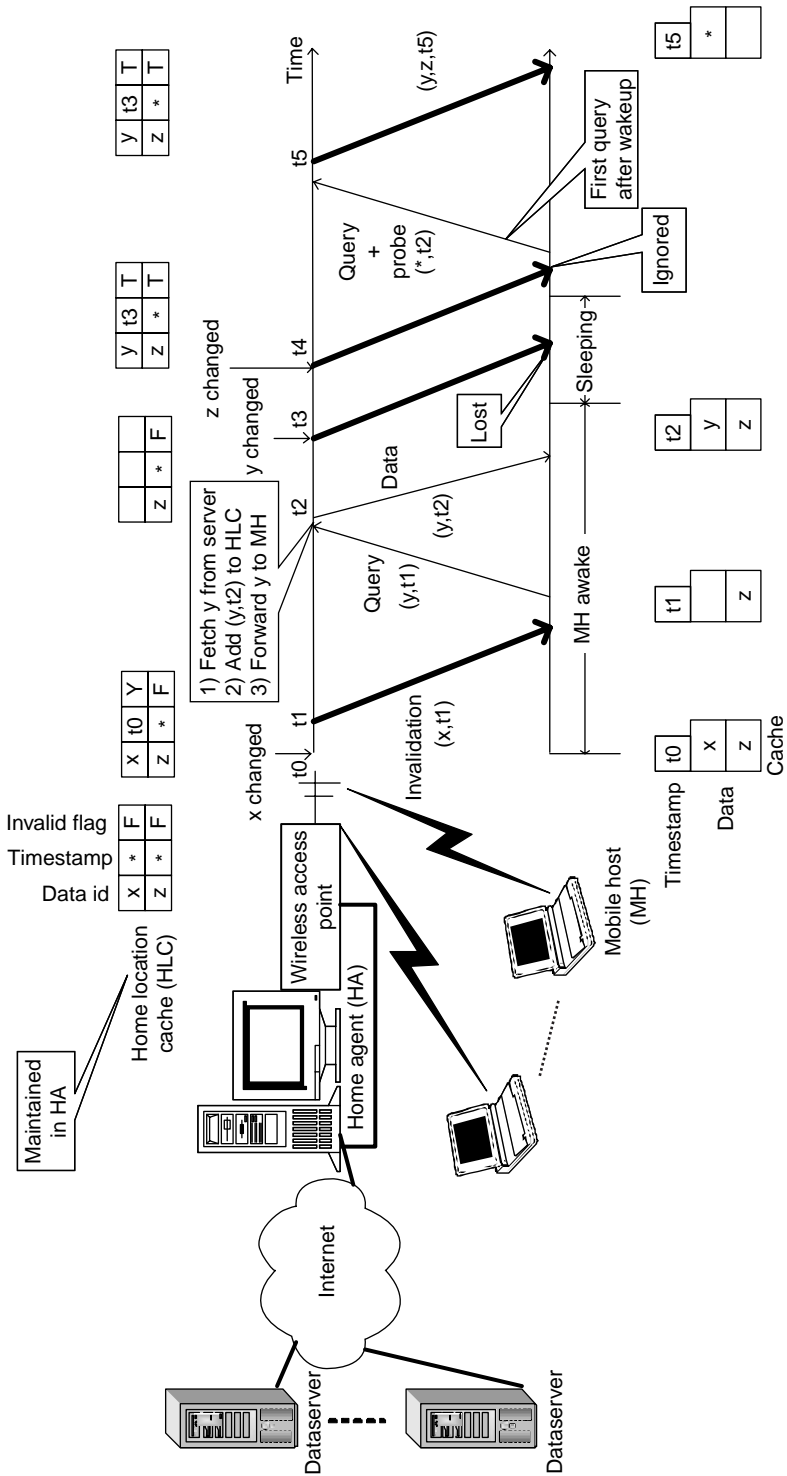 Maintained
in HA
Home location
cache (HLC)
Invalid flag
Timestamp
Data id
F F
* *
x z
x t0 Y
z * F
z * F
y t3 T
z * T
y t3 T
z * T
1) Fetch y from server
2) Add (y,t2) to HLC
3) Forward y to MH
x changed
y changed
z changed
t0
t1
t2
t3
t4
t5
Time
Dataserver
Dataserver
Internet
Home agent (HA)
Wireless access
point
Mobile host
(MH)
Invalidation
(x,t1)
Query
(y,t1)
Data
(y,t2)
Query
+
probe
(*,t2)
(y,z,t5)
Lost
Ignored
First query
after wakeup
MH awake
Sleeping
Timestamp
Data
Cache
t0
x
z
t1
z
t2
y
z
t5
*